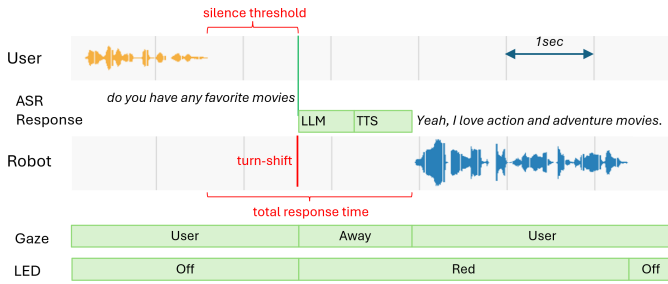 silence threshold
1sec
User
do you have any favorite movies
ASR
Response
LLM
TTS
Yeah, I love action and adventure movies.
Robot
turn-shift
total response time
Gaze
User
Away
User
LED
Off
Red
Off